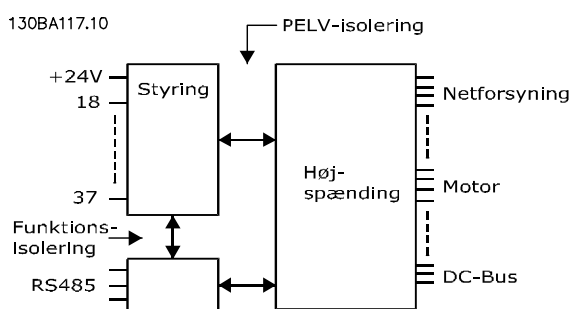 130BA117.10
PELV-isolering
+24V
18
37
Styring
Høj-
spænding
Netforsyning
Motor
DC-Bus
Funktions-
isolering
RS485